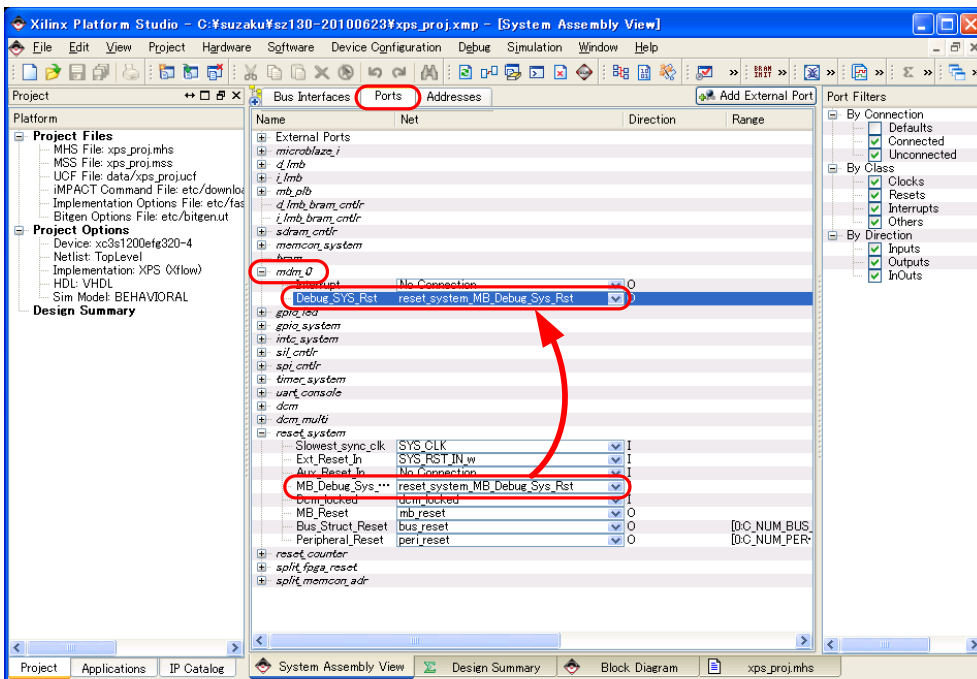 Xilinx Platform Studio - C:¥suzaku¥sz130-20100623¥xps_proj.xmp - [System Assembly View]
File Edit View Project Hardware Software Device Configuration Debug Simulation Window Help
Project
Platform
Project Files
MHS File: xps_proj.mhs
MSS File: xps_proj.mss
UCF File: data/xps_proj.ucf
iMPACT Command File: etc/downloa
Implementation Options File: etc/fas
Bitgen Options File: etc/bitgen.ut
Project Options
Device: xc3s1200efg320-4
Netlist: TopLevel
Implementation: XPS (Xflow)
HDL: VHDL
Sim Model: BEHAVIORAL
Design Summary
Project Applications IP Catalog
Bus Interfaces Ports Addresses Add External Port
Name Net Direction Range
External Ports
microblaze_i
d_lmb
i_lmb
mb_plb
d_lmb_bram_cntlr
i_lmb_bram_cntlr
sdram_cntlr
memcon_system
bram
mdm_0
Interrupt No Connection O
Debug_SYS_Rst reset_system_MB_Debug_Sys_Rst O
gpio_led
gpio_system
intc_system
sil_cntlr
spi_cntlr
timer_system
uart_console
dcm
dcm_multi
reset_system
Slowest_sync_clk SYS_CLK I
Ext_Reset_In SYS_RST_IN_w I
Aux_Reset_In No Connection I
MB_Debug_Sys_… reset_system_MB_Debug_Sys_Rst
Dcm_locked dcm_locked I
MB_Reset mb_reset O
Bus_Struct_Reset bus_reset O [0:C_NUM_BUS_
Peripheral_Reset peri_reset O [0:C_NUM_PER
reset_counter
split_fpga_reset
split_memcon_adr
System Assembly View Design Summary Block Diagram xps_proj.mhs
Port Filters
By Connection
Defaults
Connected
Unconnected
By Class
Clocks
Resets
Interrupts
Others
By Direction
Inputs
Outputs
InOuts